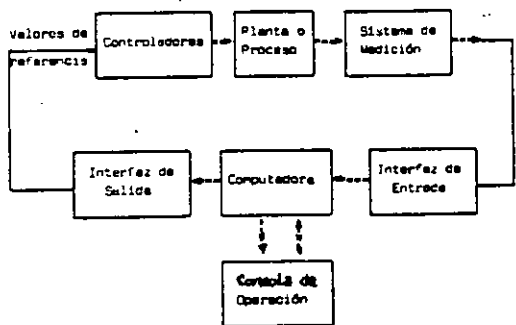 Valores de
referencia
Controladores
Planta o
Proceso
Sistema de
Medición
Interfaz de
Salida
Computadora
Interfaz de
Entrada
Consola de
Operación